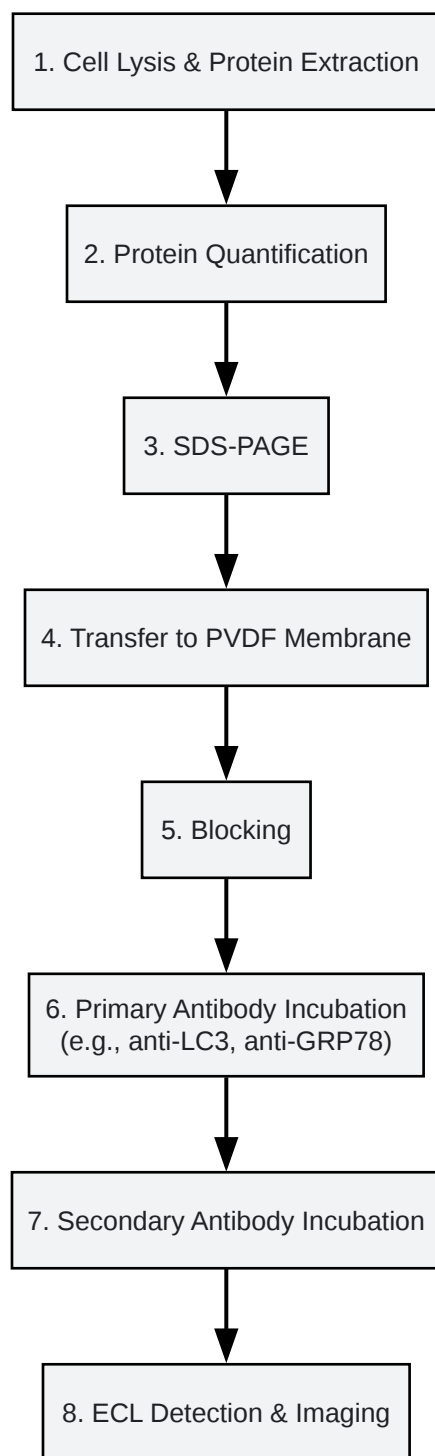 1. Cell Lysis & Protein Extraction
2. Protein Quantification
3. SDS-PAGE
4. Transfer to PVDF Membrane
5. Blocking
6. Primary Antibody Incubation
(e.g., anti-LC3, anti-GRP78)
7. Secondary Antibody Incubation
8. ECL Detection & Imaging